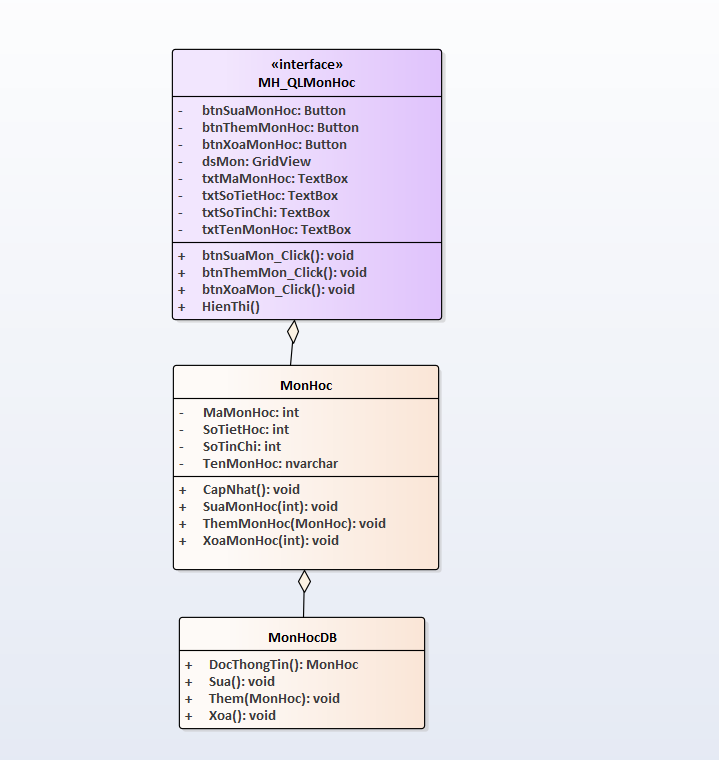 «interface»
MH_QLMonHoc
- btnSuaMonHoc: Button
- btnThemMonHoc: Button
- btnXoaMonHoc: Button
- dsMon: GridView
- txtMaMonHoc: TextBox
- txtSoTietHoc: TextBox
- txtSoTinChi: TextBox
- txtTenMonHoc: TextBox
+ btnSuaMon_Click(): void
+ btnThemMon_Click(): void
+ btnXoaMon_Click(): void
+ HienThi()
MonHoc
- MaMonHoc: int
- SoTietHoc: int
- SoTinChi: int
- TenMonHoc: nvarchar
+ CapNhat(): void
+ SuaMonHoc(int): void
+ ThemMonHoc(MonHoc): void
+ XoaMonHoc(int): void
MonHocDB
+ DocThongTin(): MonHoc
+ Sua(): void
+ Them(MonHoc): void
+ Xoa(): void